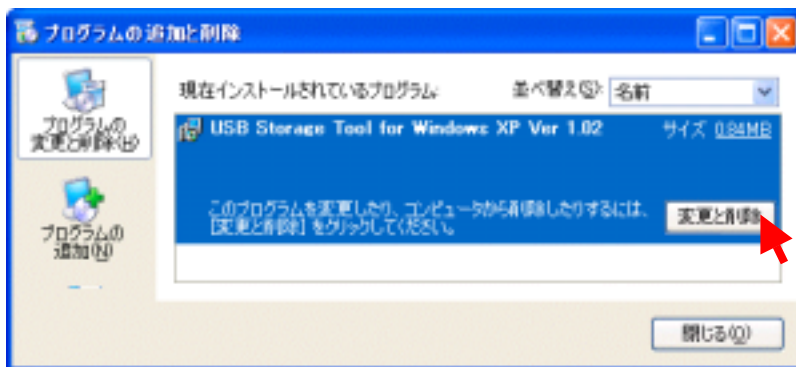 プログラムの追加と削除
現在インストールされているプログラム:
並べ替え(S):
名前
プログラムの
変更と削除(H)
USB Storage Tool for Windows XP Ver 1.02
サイズ 0.84MB
このプログラムを変更したり、コンピュータから削除したりするには、
[変更と削除] をクリックしてください。
変更と削除
プログラムの
追加(N)
閉じる(O)